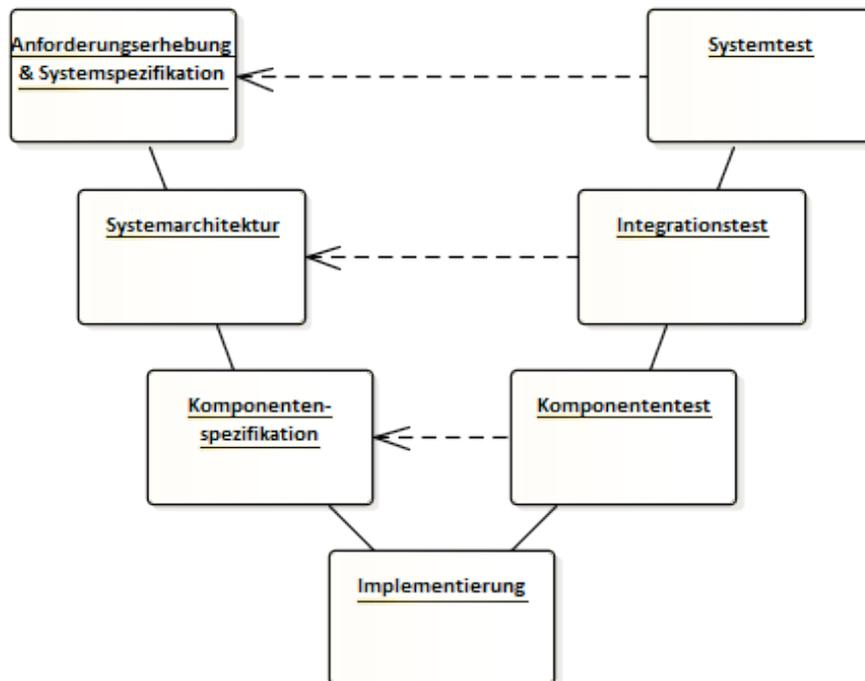 Anforderungserhebung
& Systemspezifikation
Systemtest
Systemarchitektur
Integrationstest
Komponenten-
spezifikation
Komponententest
Implementierung